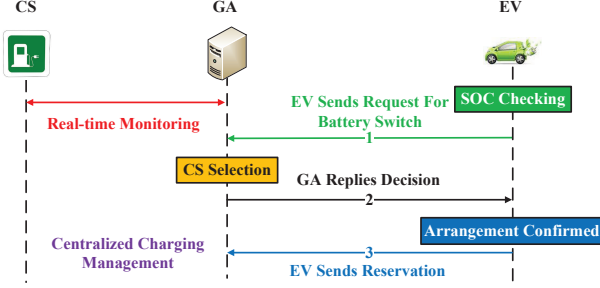 CS
GA
EV
SOC Checking
EV Sends Request For
Battery Switch
Real-time Monitoring
1
CS Selection
GA Replies Decision
2
Arrangement Confirmed
Centralized Charging
Management
3
EV Sends Reservation